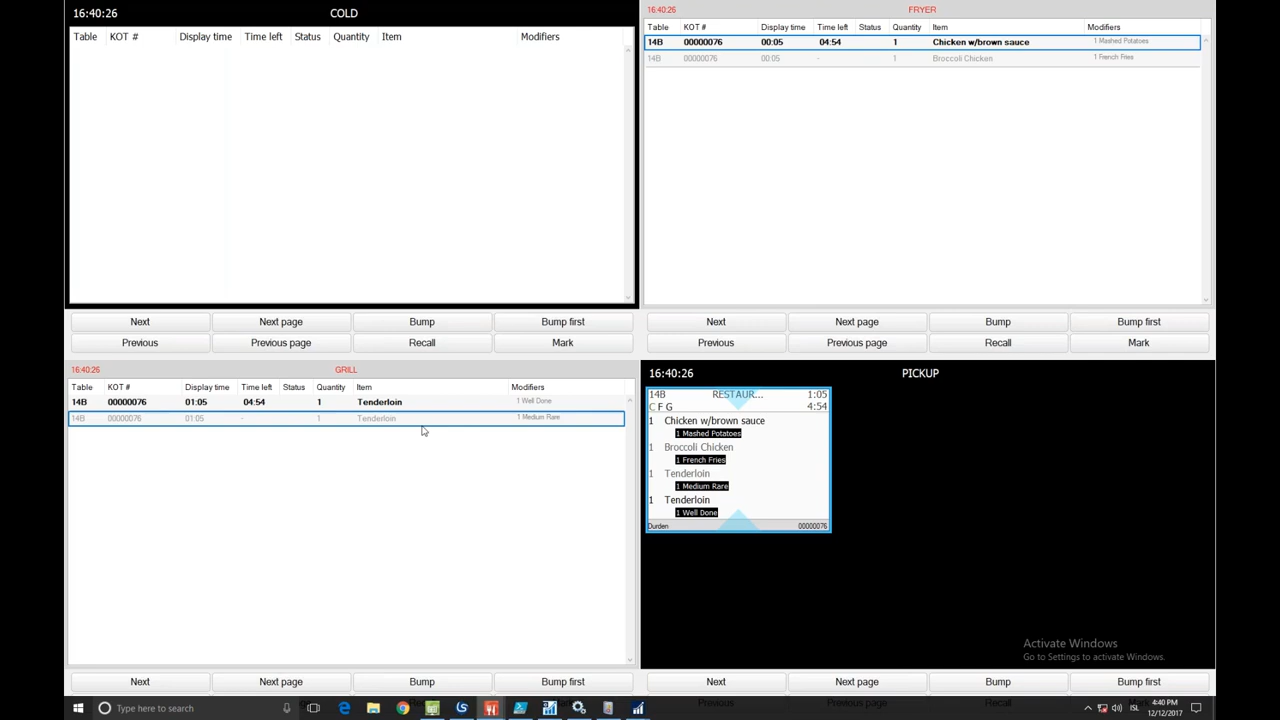 16:40:26 COLD
Table KOT # Display time Time left Status Quantity Item Modifiers
Next Next page Bump Bump first
Previous Previous page Recall Mark
16:40:26 FRYER
Table KOT # Display time Time left Status Quantity Item Modifiers
14B 00000076 00:05 04:54 1 Chicken w/brown sauce 1 Mashed Potatoes
14B 00000076 00:05 - 1 Broccoli Chicken 1 French Fries
Next Next page Bump Bump first
Previous Previous page Recall Mark
16:40:26 GRILL
Table KOT # Display time Time left Status Quantity Item Modifiers
14B 00000076 01:05 04:54 1 Tenderloin 1 Well Done
14B 00000076 01:05 - 1 Tenderloin 1 Medium Rare
Next Next page Bump Bump first
16:40:26 PICKUP
14B RESTAUR... 1:05
C F G 4:54
1 Chicken w/brown sauce
1 Mashed Potatoes
1 Broccoli Chicken
1 French Fries
1 Tenderloin
1 Medium Rare
1 Tenderloin
1 Well Done
Durden 00000076
Activate Windows
Go to Settings to activate Windows.
Next Next page Bump Bump first
Previous Previous page Recall Mark
Type here to search
4:40 PM
12/12/2017